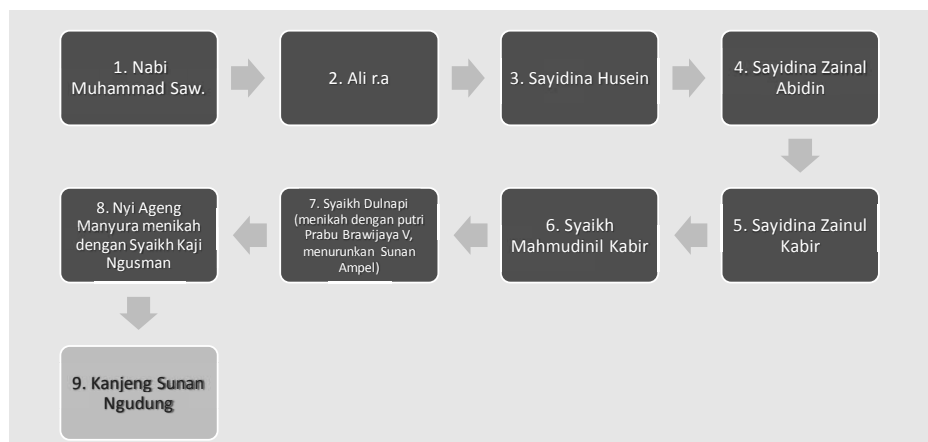 1. Nabi
Muhammad Saw.
2. Ali r.a
3. Sayidina Husein
4. Sayidina Zainal
Abidin
5. Sayidina Zainul
Kabir
6. Syaikh
Mahmudinil Kabir
7. Syaikh Dulnapi
(menikah dengan putri
Prabu Brawijaya V,
menurunkan Sunan
Ampel)
8. Nyi Ageng
Manyura menikah
dengan Syaikh Kaji
Ngusman
9. Kanjeng Sunan
Ngudung